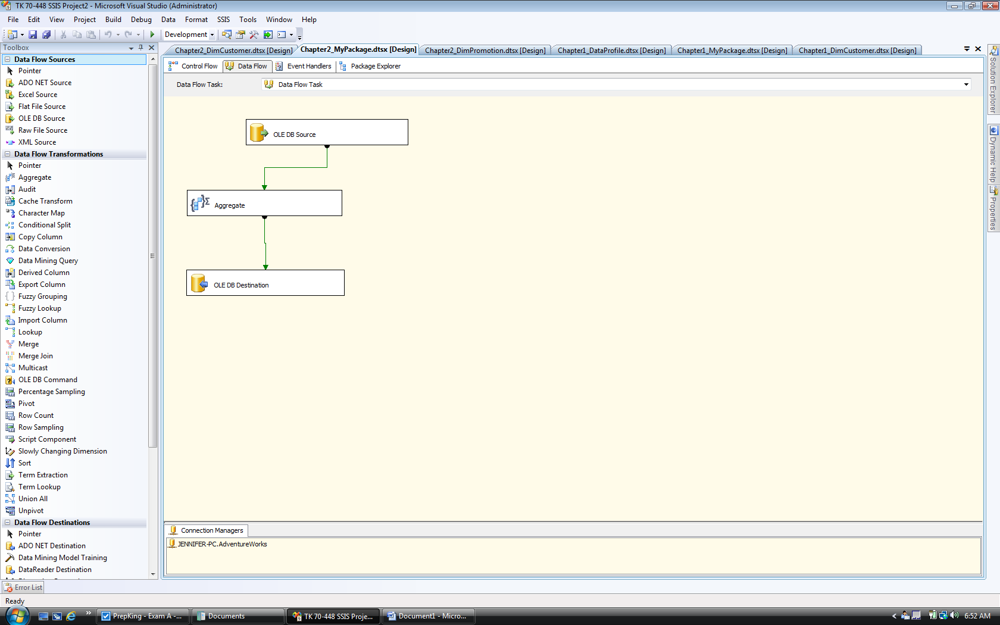 TK 70-448 SSIS Project2 - Microsoft Visual Studio (Administrator)
File Edit View Project Build Debug Data Format SSIS Tools Window Help
Development
Toolbox
Data Flow Sources
Pointer
ADO NET Source
Excel Source
Flat File Source
OLE DB Source
Raw File Source
XML Source
Data Flow Transformations
Pointer
Aggregate
Audit
Cache Transform
Character Map
Conditional Split
Copy Column
Data Conversion
Data Mining Query
Derived Column
Export Column
Fuzzy Grouping
Fuzzy Lookup
Import Column
Lookup
Merge
Merge Join
Multicast
OLE DB Command
Percentage Sampling
Pivot
Row Count
Row Sampling
Script Component
Slowly Changing Dimension
Sort
Term Extraction
Term Lookup
Union All
Unpivot
Data Flow Destinations
Pointer
ADO NET Destination
Data Mining Model Training
DataReader Destination
Chapter2_DimCustomer.dtsx [Design] Chapter2_MyPackage.dtsx [Design] Chapter2_DimPromotion.dtsx [Design] Chapter1_DataProfile.dtsx [Design] Chapter1_MyPackage.dtsx [Design] Chapter1_DimCustomer.dtsx [Design]
Control Flow Data Flow Event Handlers Package Explorer
Data Flow Task: Data Flow Task
OLE DB Source
Aggregate
OLE DB Destination
Connection Managers
JENNIFER-PC.AdventureWorks
Solution Explorer
Dynamic Help
Properties
Error List
Ready
PrepKing - Exam A -... Documents TK 70-448 SSIS Proje... Document1 - Micro... 6:52 AM